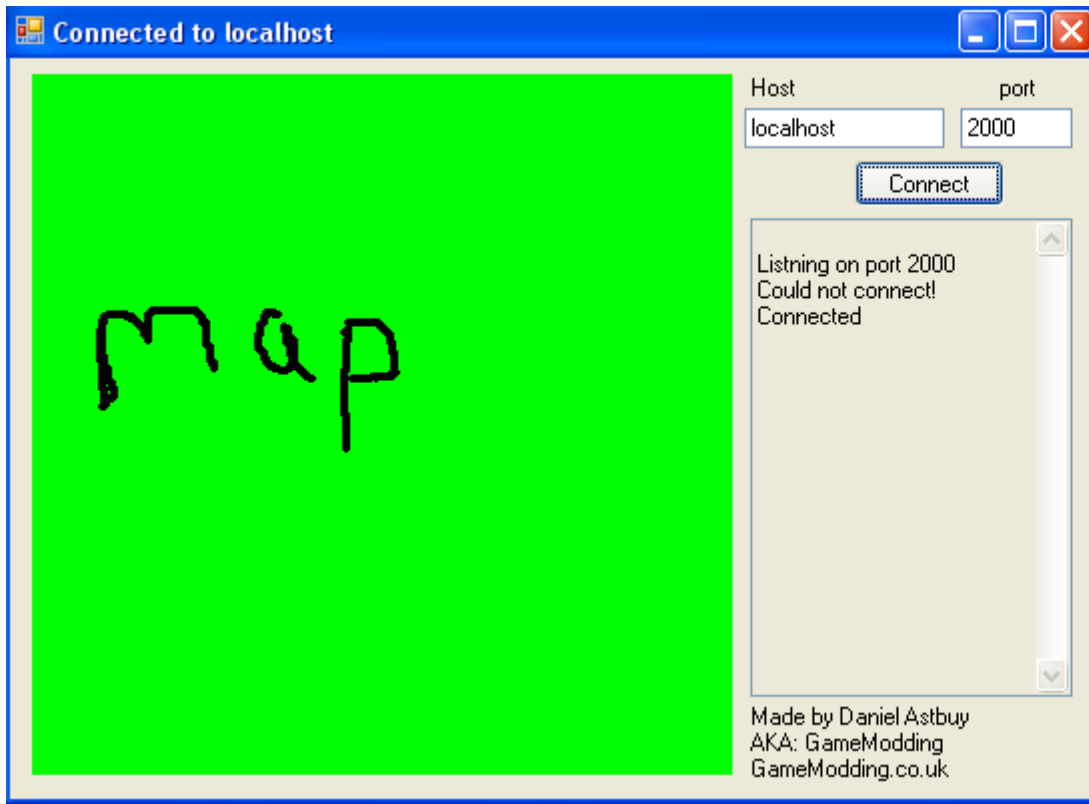 Connected to localhost
Host port
localhost 2000
Connect
Listning on port 2000
Could not connect!
Connected
map
Made by Daniel Astbuy
AKA: GameModding
GameModding.co.uk